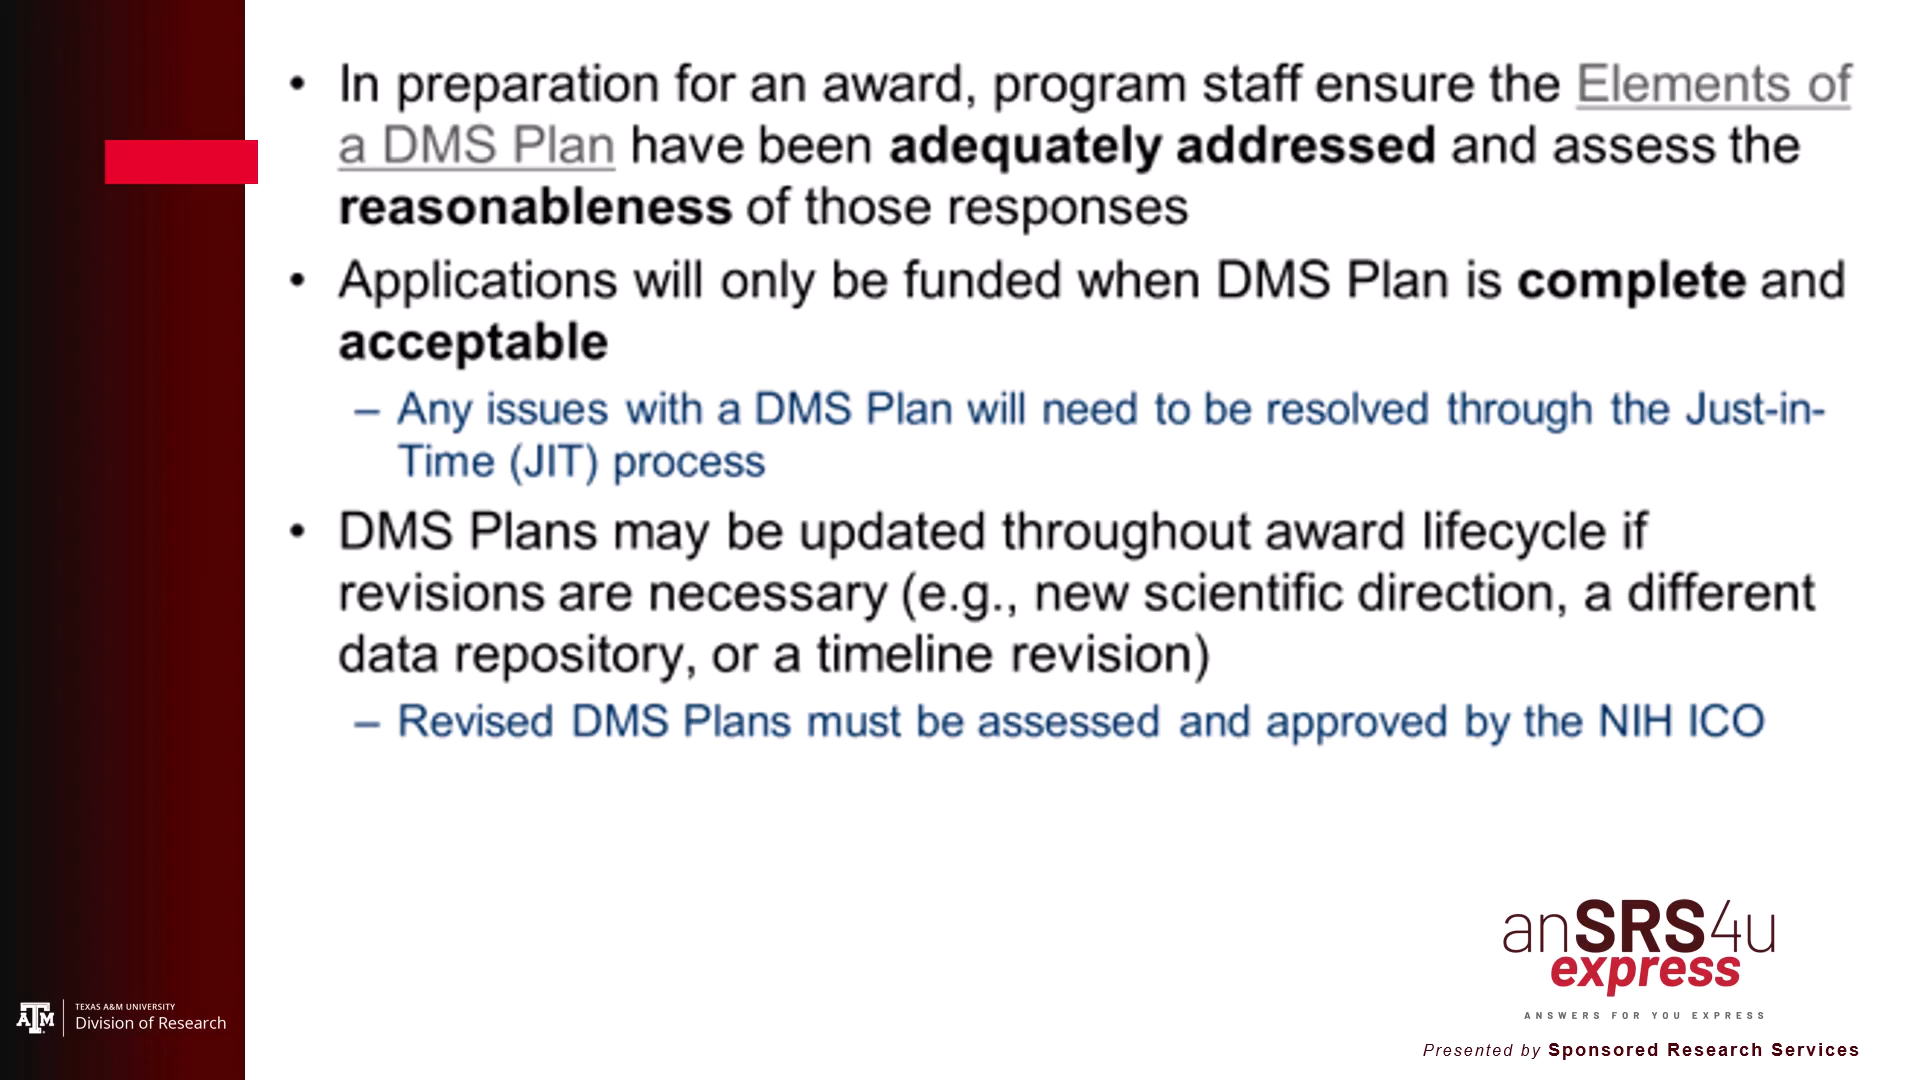 • In preparation for an award, program staff ensure the Elements of
a DMS Plan have been adequately addressed and assess the
reasonableness of those responses
• Applications will only be funded when DMS Plan is complete and
acceptable
– Any issues with a DMS Plan will need to be resolved through the Just-in-
Time (JIT) process
• DMS Plans may be updated throughout award lifecycle if
revisions are necessary (e.g., new scientific direction, a different
data repository, or a timeline revision)
– Revised DMS Plans must be assessed and approved by the NIH ICO
anSRS4u
express
ANSWERS FOR YOU EXPRESS
Presented by Sponsored Research Services
ATM
TEXAS A&M UNIVERSITY
Division of Research